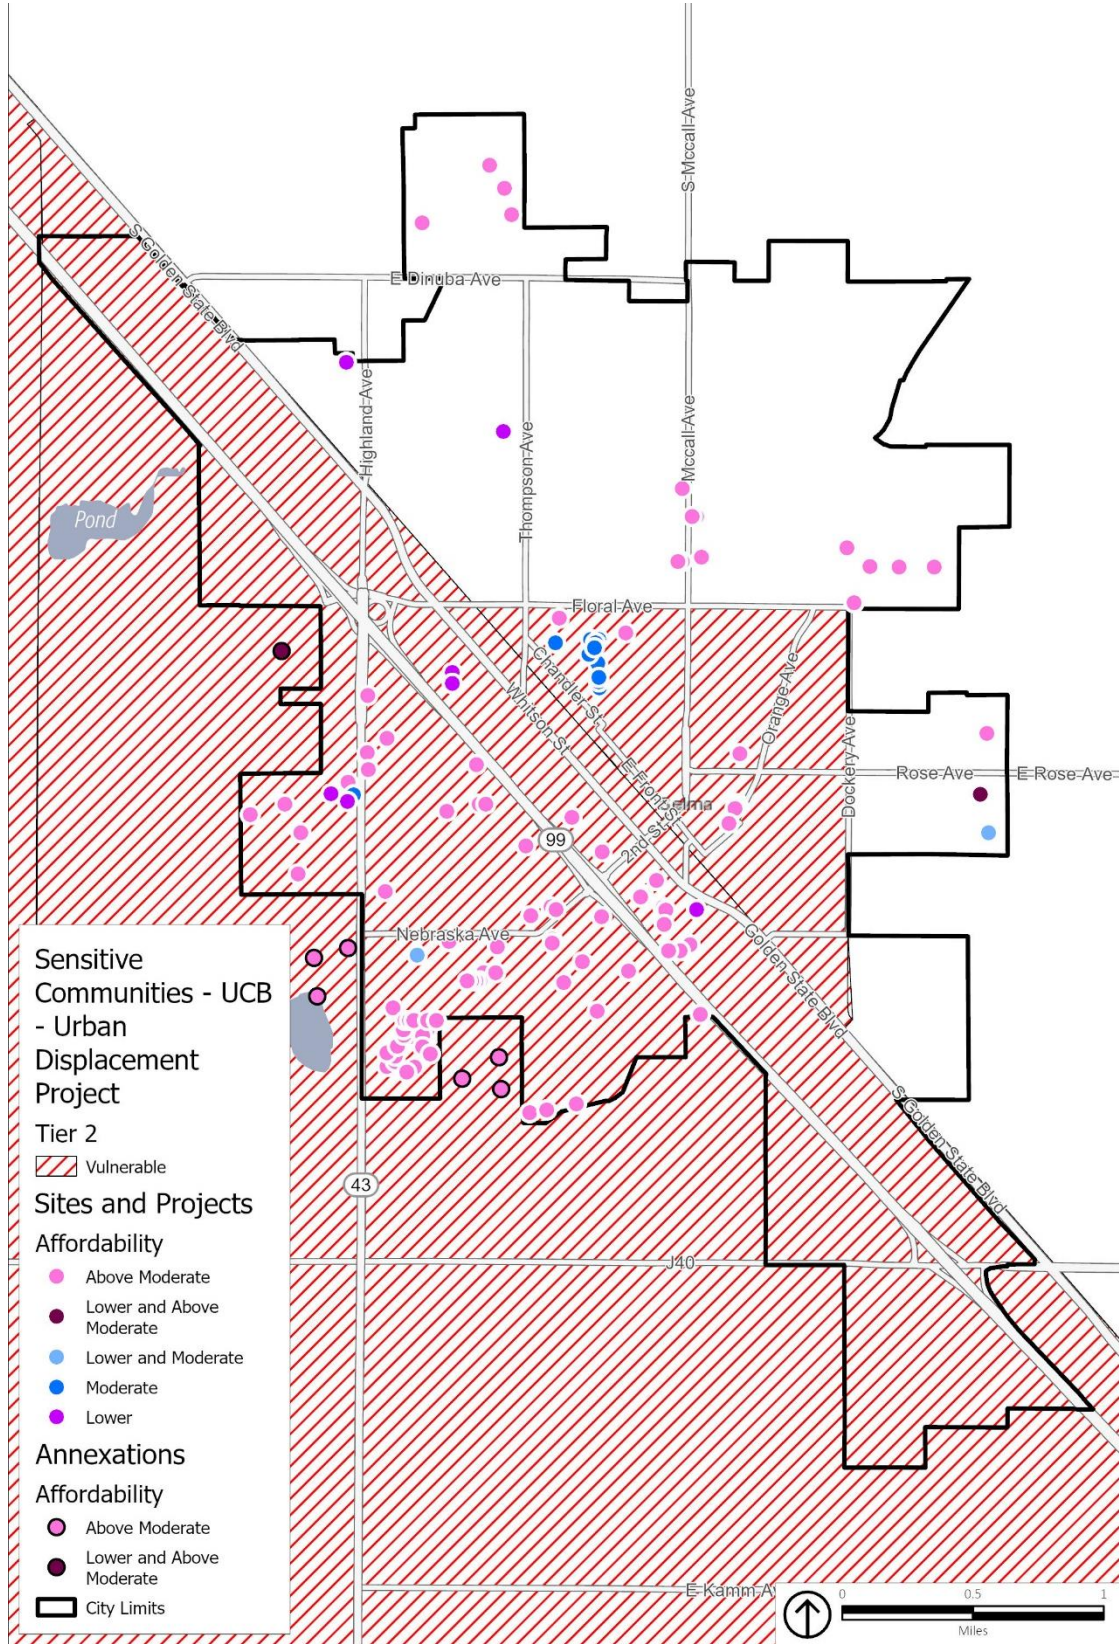 S Mccall Ave
S Golden State Blvd
E Dinuba Ave
Highland Ave
Thompson Ave
Mccall Ave
Pond
Floral Ave
Chandler St
Whitson St
Orange Ave
E Front St
Selma
Dockery Ave
Rose Ave
E Rose Ave
99
2nd St
Nebraska Ave
Golden State Blvd
S Golden State Blvd
43
J40
E Kamm Av
Sensitive
Communities - UCB
- Urban
Displacement
Project
Tier 2
Vulnerable
Sites and Projects
Affordability
Above Moderate
Lower and Above
Moderate
Lower and Moderate
Moderate
Lower
Annexations
Affordability
Above Moderate
Lower and Above
Moderate
City Limits
0 0.5 1
Miles